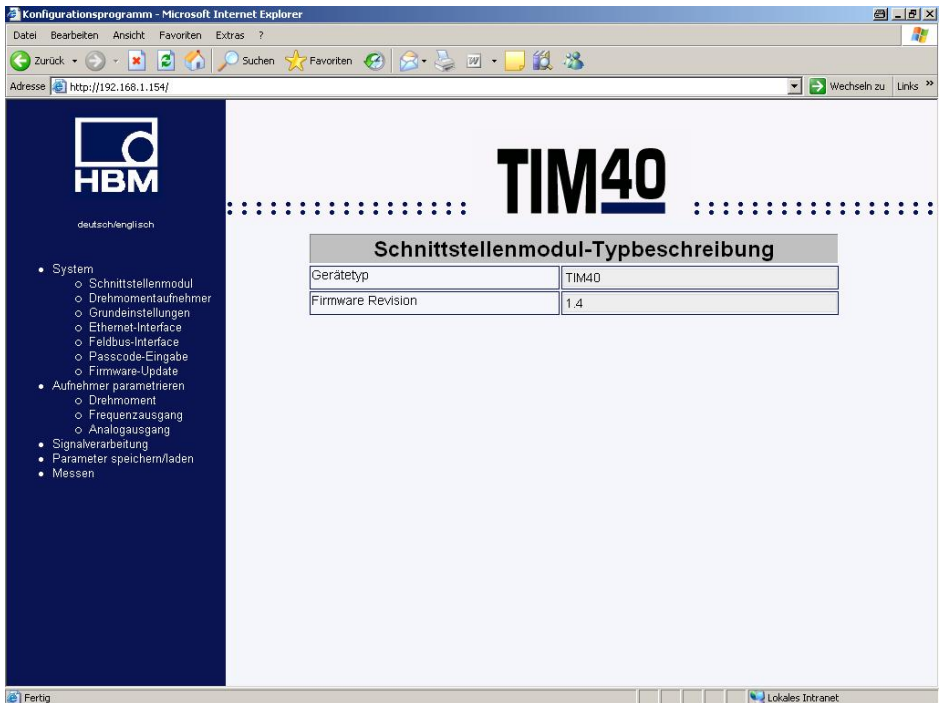 Konfigurationsprogramm - Microsoft Internet Explorer
Datei Bearbeiten Ansicht Favoriten Extras ?
Zurück Suchen Favoriten
Adresse http://192.168.1.154/ Wechseln zu Links »
HBM
deutsch/englisch
TIM40
Schnittstellenmodul-Typbeschreibung
Gerätetyp TIM40
Firmware Revision 1.4
System
Schnittstellenmodul
Drehmomentaufnehmer
Grundeinstellungen
Ethernet-Interface
Feldbus-Interface
Passcode-Eingabe
Firmware-Update
Aufnehmer parametrieren
Drehmoment
Frequenzausgang
Analogausgang
Signalverarbeitung
Parameter speichern/laden
Messen
Fertig Lokales Intranet